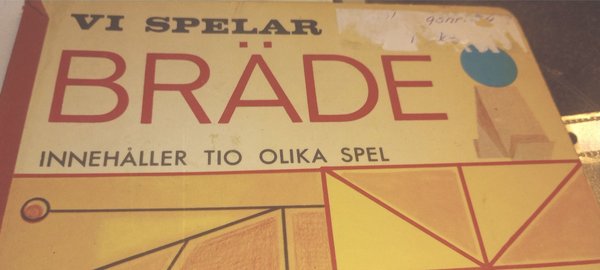 VI SPELAR
BRÄDE
INNEHÅLLER TIO OLIKA SPEL